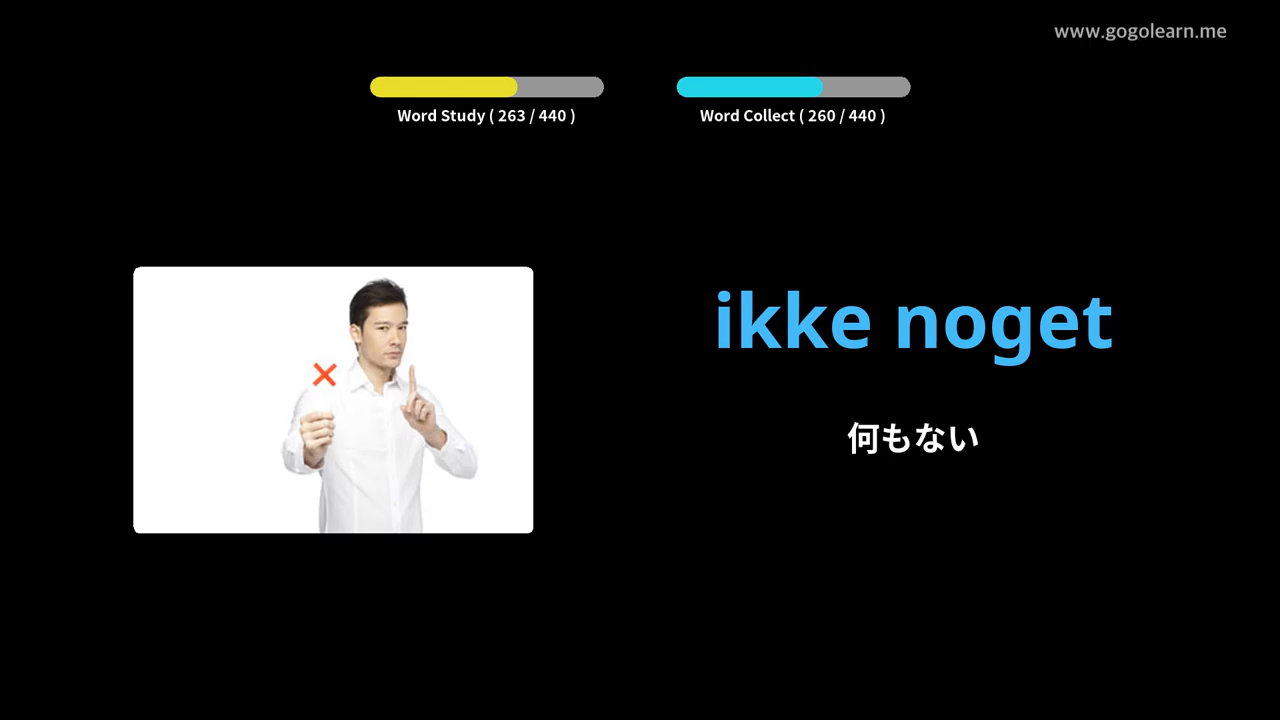 www.gogolearn.me
Word Study ( 263 / 440 )
Word Collect ( 260 / 440 )
ikke noget
何もない